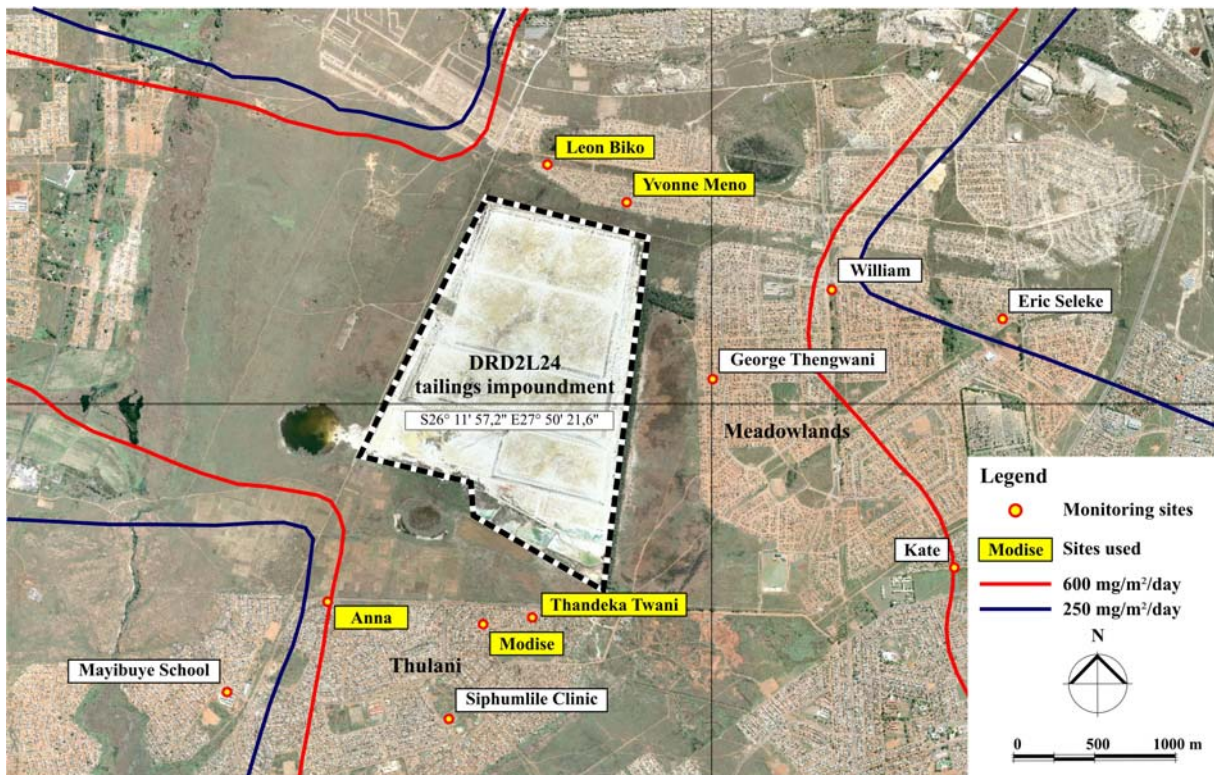 Leon Biko
Yvonne Meno
William
Eric Seleke
DRD2L24
tailings impoundment
George Thengwani
S26° 11' 57,2" E27° 50' 21,6"
Meadowlands
Legend
Monitoring sites
Kate
Modise Sites used
600 mg/m²/day
250 mg/m²/day
Thandeka Twani
Anna
Modise
Thulani
N
Mayibuye School
Siphumlile Clinic
0 500 1000 m